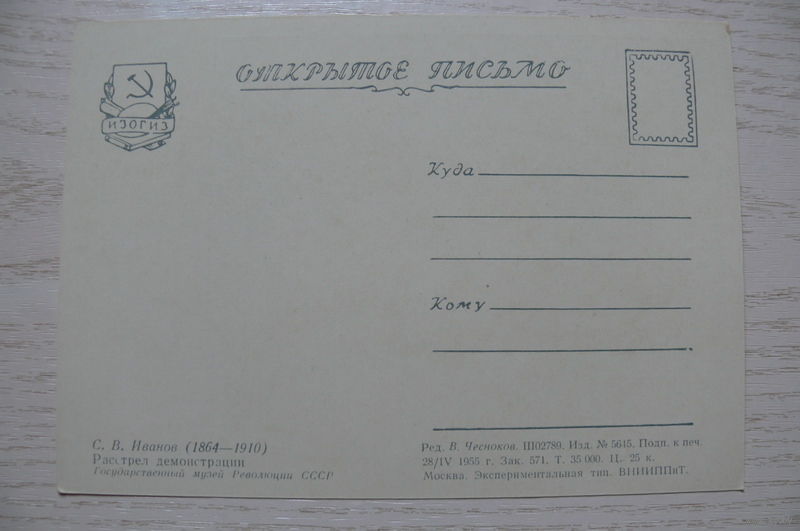 ОТКРЫТОЕ ПИСЬМО
ИЗОГИЗ
Куда
Кому
С. В. Иванов (1864—1910)
Расстрел демонстрации
Государственный музей Революции СССР
Ред. В. Чесноков. Ш02789. Изд. № 5645. Подп. к печ.
28/IV 1955 г. Зак. 571. Т. 35 000. Ц. 25 к.
Москва. Экспериментальная тип. ВНИИППиТ.